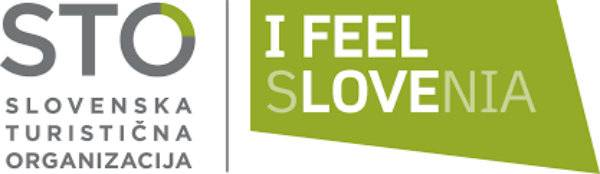 STO
SLOVENSKA
TURISTIČNA
ORGANIZACIJA
I FEEL
SLOVENIA